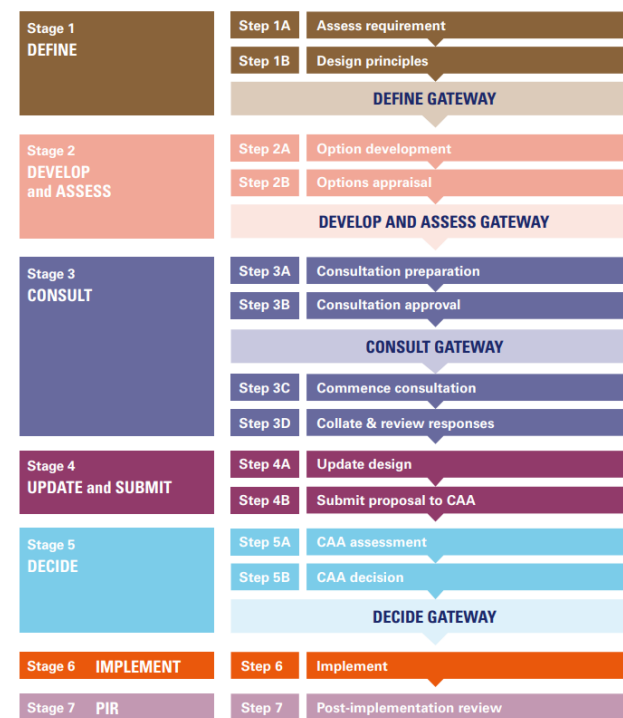 Stage 1
DEFINE
Step 1A Assess requirement
Step 1B Design principles
DEFINE GATEWAY
Stage 2
DEVELOP
and ASSESS
Step 2A Option development
Step 2B Options appraisal
DEVELOP AND ASSESS GATEWAY
Stage 3
CONSULT
Step 3A Consultation preparation
Step 3B Consultation approval
CONSULT GATEWAY
Step 3C Commence consultation
Step 3D Collate & review responses
Stage 4
UPDATE and SUBMIT
Step 4A Update design
Step 4B Submit proposal to CAA
Stage 5
DECIDE
Step 5A CAA assessment
Step 5B CAA decision
DECIDE GATEWAY
Stage 6 IMPLEMENT Step 6 Implement
Stage 7 PIR Step 7 Post-implementation review